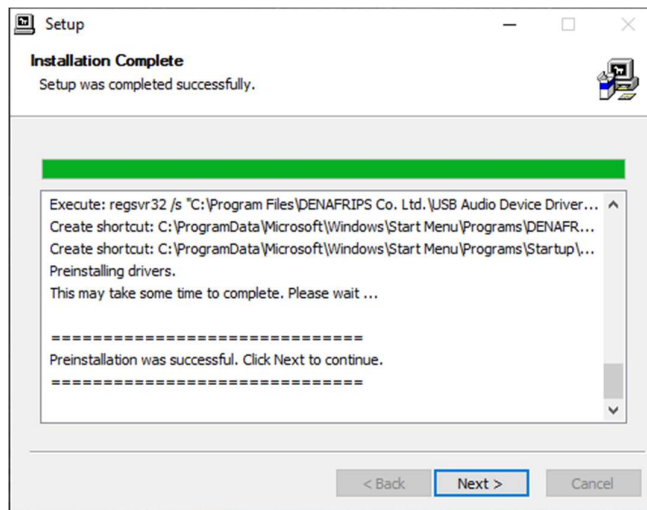 Setup
Installation Complete
Setup was completed successfully.
Execute: regsvr32 /s "C:\Program Files\DENAFRIPS Co. Ltd.\USB Audio Device Driver...
Create shortcut: C:\ProgramData\Microsoft\Windows\Start Menu\Programs\DENAFR...
Create shortcut: C:\ProgramData\Microsoft\Windows\Start Menu\Programs\Startup\...
Preinstalling drivers.
This may take some time to complete. Please wait ...
==============================
Preinstallation was successful. Click Next to continue.
==============================
< Back Next > Cancel